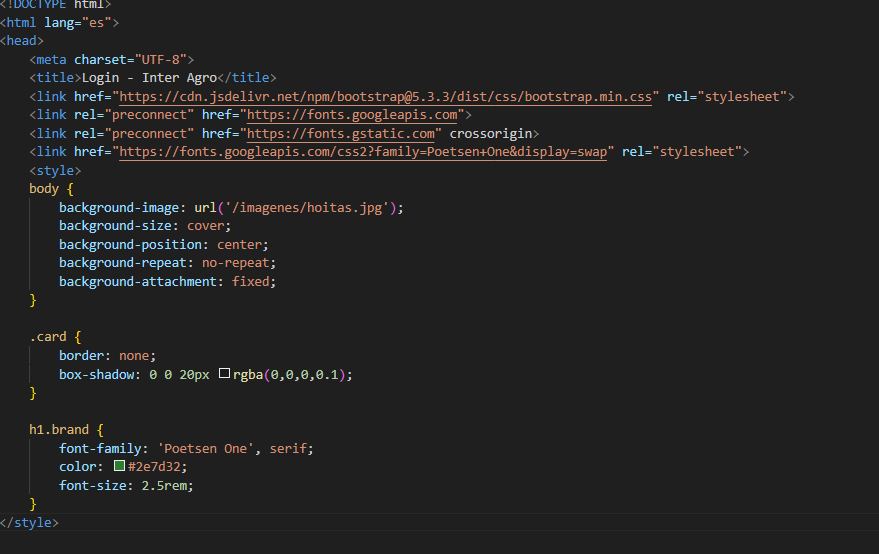 <!DOCTYPE html>
<html lang="es">
<head>
    <meta charset="UTF-8">
    <title>Login - Inter Agro</title>
    <link href="https://cdn.jsdelivr.net/npm/bootstrap@5.3.3/dist/css/bootstrap.min.css" rel="stylesheet">
    <link rel="preconnect" href="https://fonts.googleapis.com">
    <link rel="preconnect" href="https://fonts.gstatic.com" crossorigin>
    <link href="https://fonts.googleapis.com/css2?family=Poetsen+One&display=swap" rel="stylesheet">
    <style>
    body {
        background-image: url('/imagenes/hoitas.jpg');
        background-size: cover;
        background-position: center;
        background-repeat: no-repeat;
        background-attachment: fixed;
    }

    .card {
        border: none;
        box-shadow: 0 0 20px rgba(0,0,0,0.1);
    }

    h1.brand {
        font-family: 'Poetsen One', serif;
        color: #2e7d32;
        font-size: 2.5rem;
    }
</style>